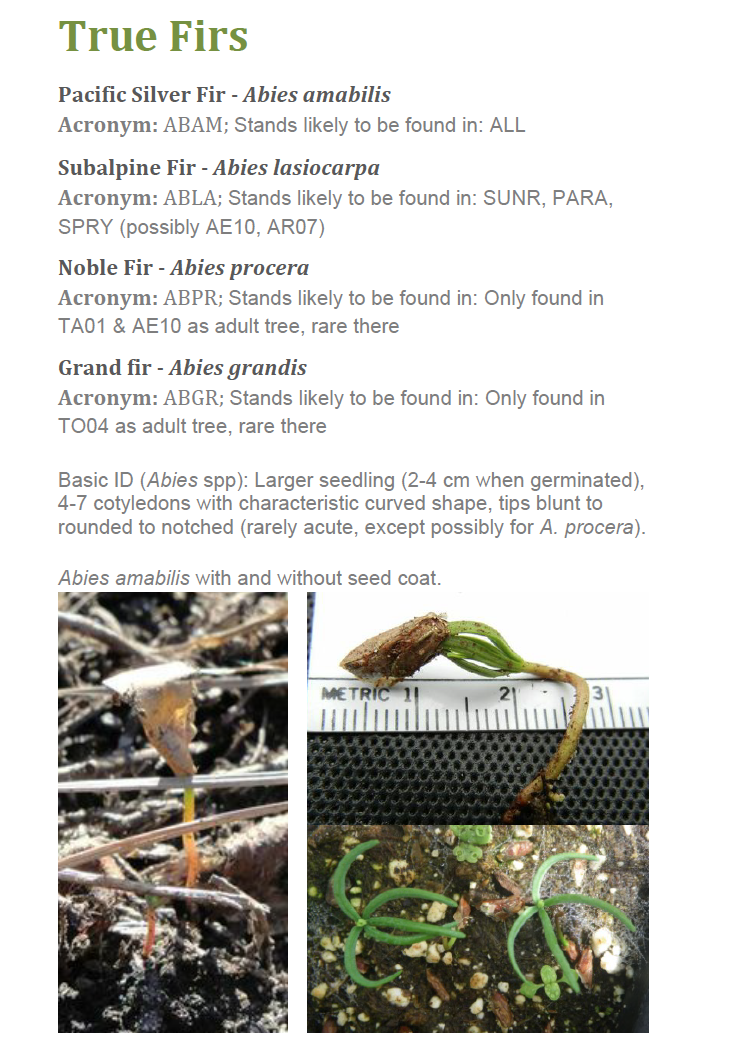 True Firs
Pacific Silver Fir - Abies amabilis
Acronym: ABAM; Stands likely to be found in: ALL
Subalpine Fir - Abies lasiocarpa
Acronym: ABLA; Stands likely to be found in: SUNR, PARA,
SPRY (possibly AE10, AR07)
Noble Fir - Abies procera
Acronym: ABPR; Stands likely to be found in: Only found in
TA01 & AE10 as adult tree, rare there
Grand fir - Abies grandis
Acronym: ABGR; Stands likely to be found in: Only found in
TO04 as adult tree, rare there
Basic ID (Abies spp): Larger seedling (2-4 cm when germinated),
4-7 cotyledons with characteristic curved shape, tips blunt to
rounded to notched (rarely acute, except possibly for A. procera).
Abies amabilis with and without seed coat.
METRIC 1 2 3